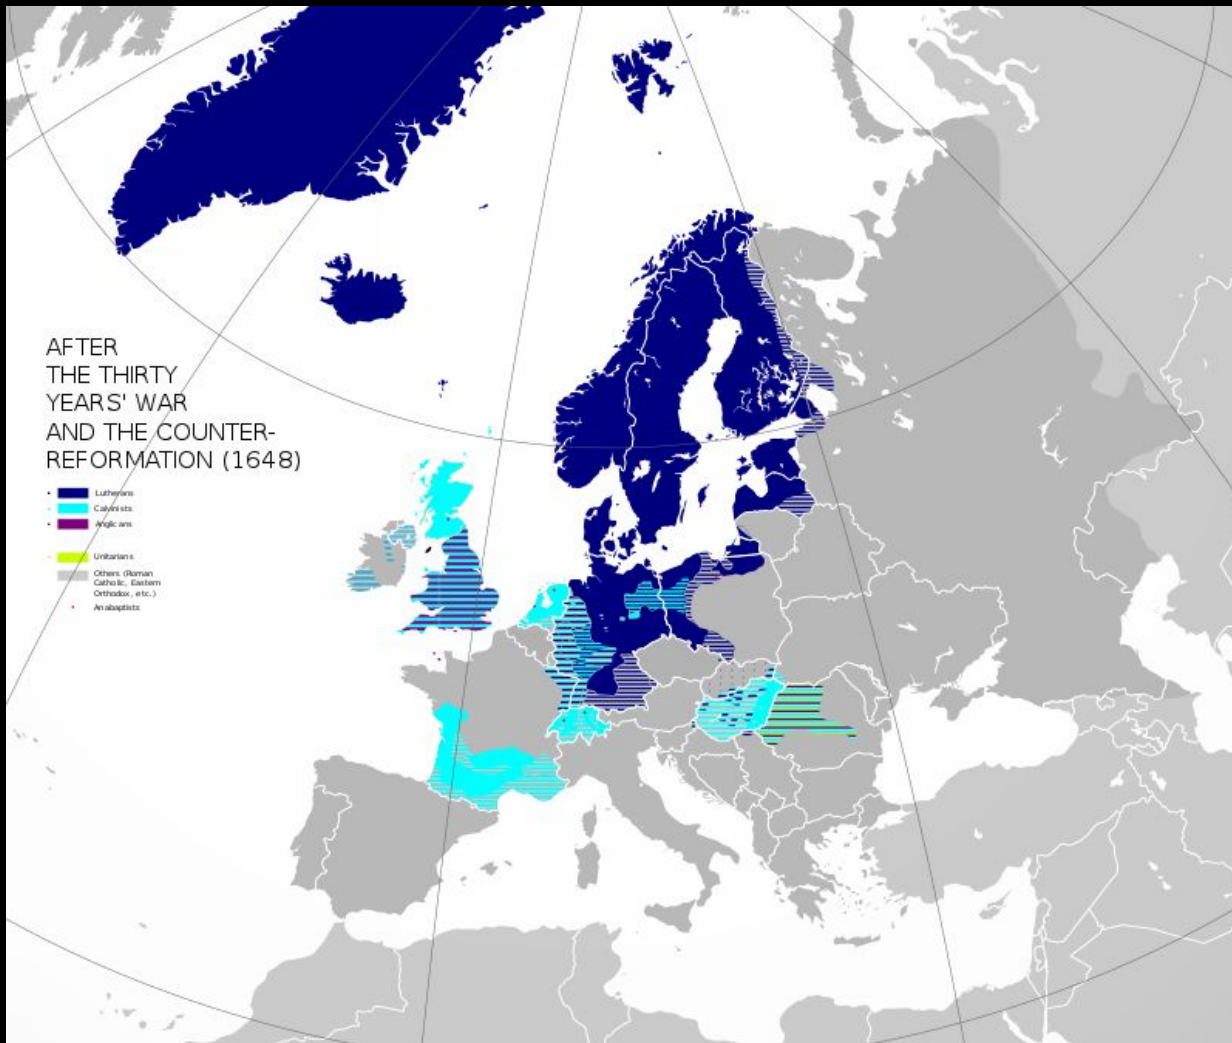 AFTER
THE THIRTY
YEARS' WAR
AND THE COUNTER-
REFORMATION (1648)
Lutherans
Calvinists
Anglicans
Unitarians
Others (Roman
Catholic, Eastern
Orthodox, etc.)
Anabaptists